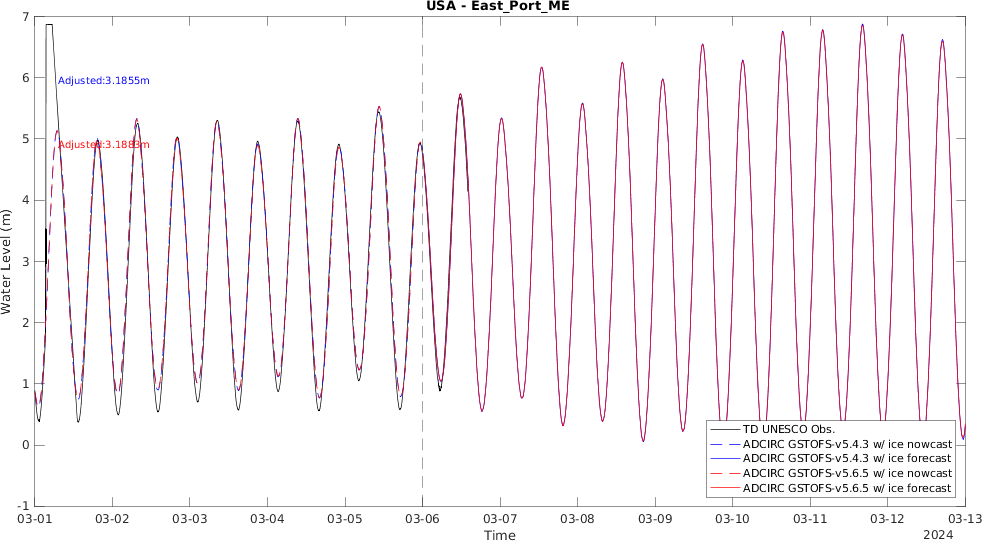 USA - East_Port_ME
7
6
5
4
3
2
1
0
-1
Water Level (m)
Adjusted:3.1855m
Adjusted:3.1883m
TD UNESCO Obs.
ADCIRC GSTOFS-v5.4.3 w/ ice nowcast
ADCIRC GSTOFS-v5.4.3 w/ ice forecast
ADCIRC GSTOFS-v5.6.5 w/ ice nowcast
ADCIRC GSTOFS-v5.6.5 w/ ice forecast
03-01 03-02 03-03 03-04 03-05 03-06 03-07 03-08 03-09 03-10 03-11 03-12 03-13
Time
2024